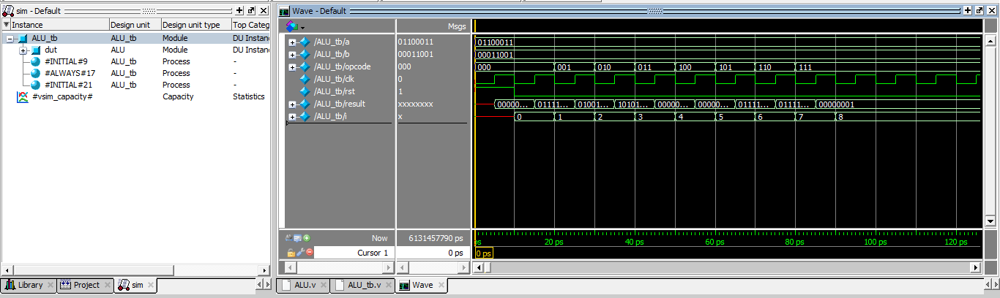 sim - Default
Instance Design unit Design unit type Top Categ
ALU_tb ALU_tb Module DU Instanc
dut ALU Module DU Instanc
#INITIAL#9 ALU_tb Process -
#ALWAYS#17 ALU_tb Process -
#INITIAL#21 ALU_tb Process -
#vsim_capacity# Capacity Statistics
Library Project sim
Wave - Default
Msgs
/ALU_tb/a 01100011 01100011
/ALU_tb/b 00011001 00011001
/ALU_tb/opcode 000 000 001 010 011 100 101 110 111
/ALU_tb/clk 0
/ALU_tb/rst 1
/ALU_tb/result xxxxxxxx 00000... 01111... 01001... 10101... 00000... 00000... 01111... 01111... 00000001
/ALU_tb/i x 0 1 2 3 4 5 6 7 8
Now 6131457790 ps ps 20 ps 40 ps 60 ps 80 ps 100 ps 120 ps
Cursor 1 0 ps 0 ps
ALU.v ALU_tb.v Wave